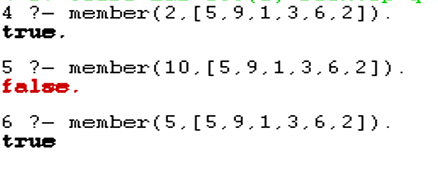 4 ?- member(2,[5,9,1,3,6,2]).
true.
5 ?- member(10,[5,9,1,3,6,2]).
false.
6 ?- member(5,[5,9,1,3,6,2]).
true